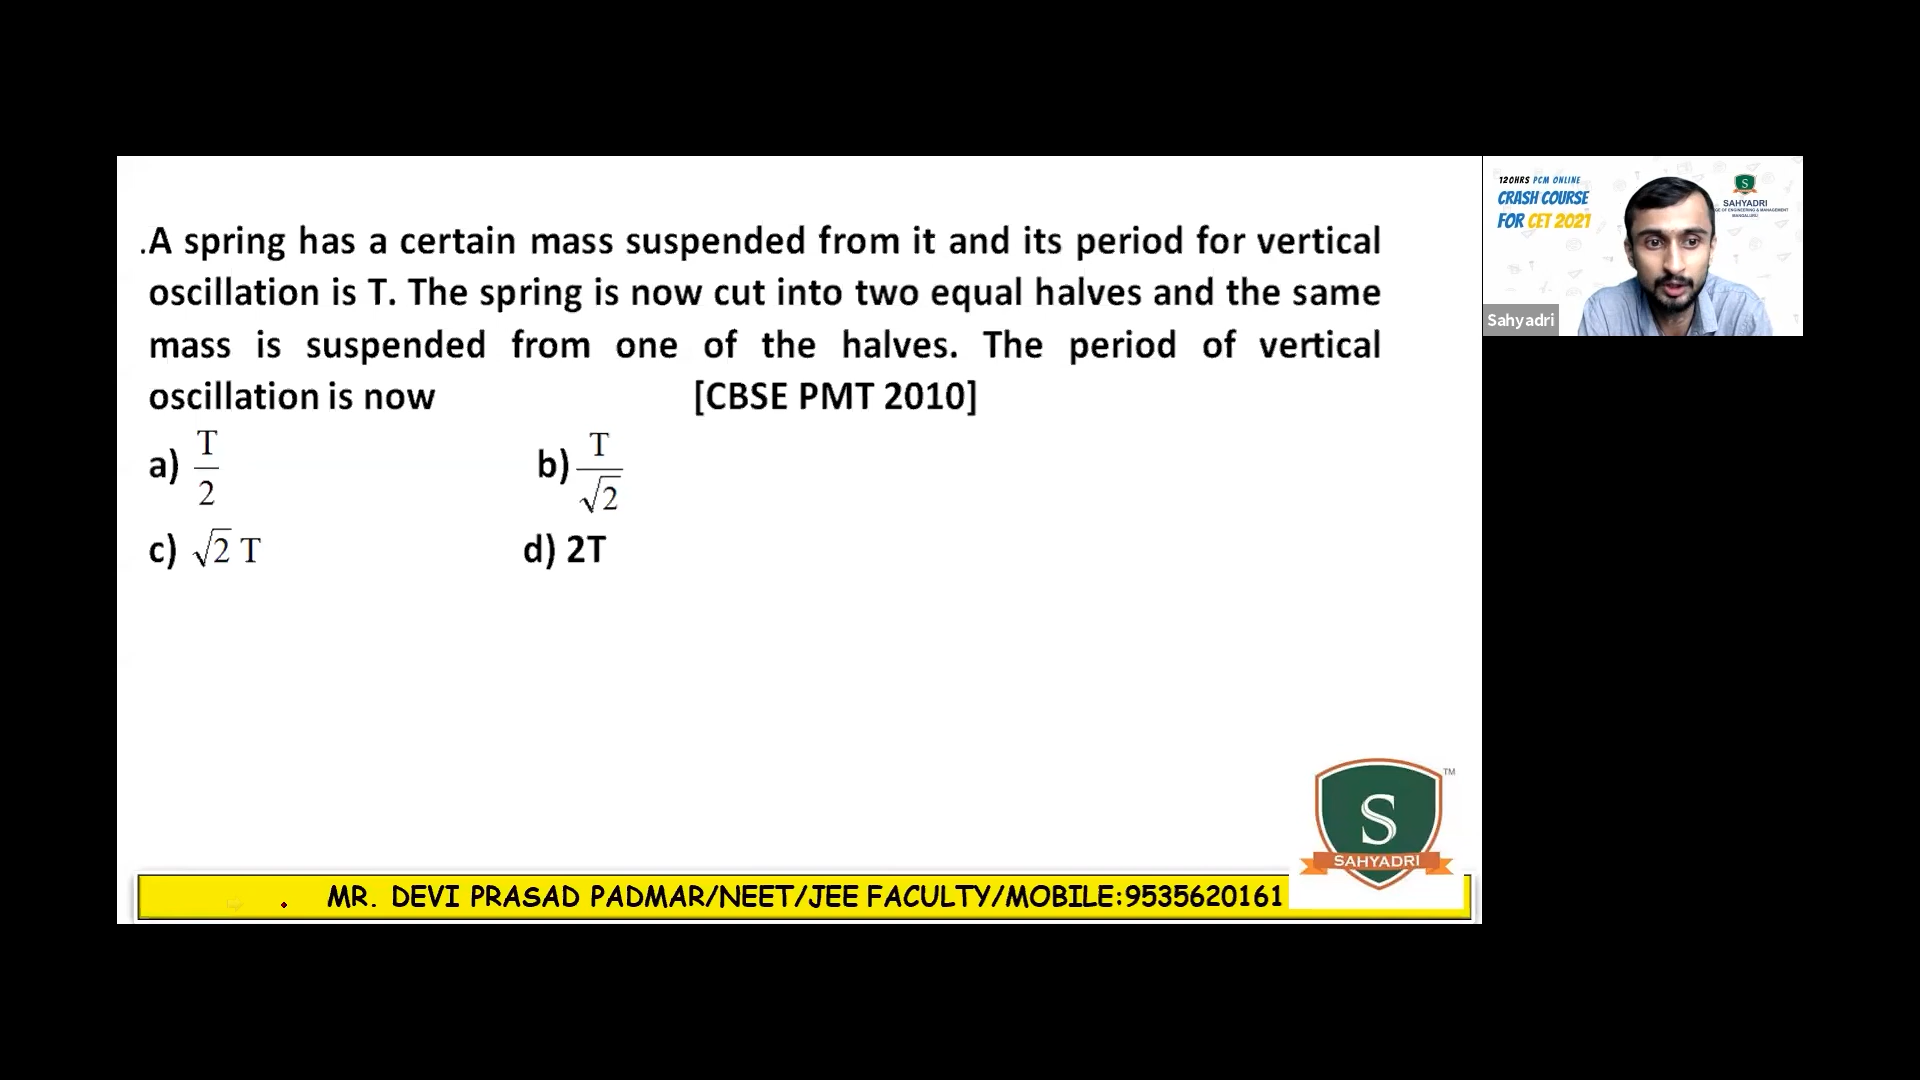 .A spring has a certain mass suspended from it and its period for vertical
oscillation is T. The spring is now cut into two equal halves and the same
mass is suspended from one of the halves. The period of vertical
oscillation is now [CBSE PMT 2010]
a) T/2 b) T/√2
c) √2 T d) 2T
120HRS PCM ONLINE
CRASH COURSE
FOR CET 2021
S
SAHYADRI
MANGALURU
Sahyadri
TM
S
SAHYADRI
. MR. DEVI PRASAD PADMAR/NEET/JEE FACULTY/MOBILE:9535620161